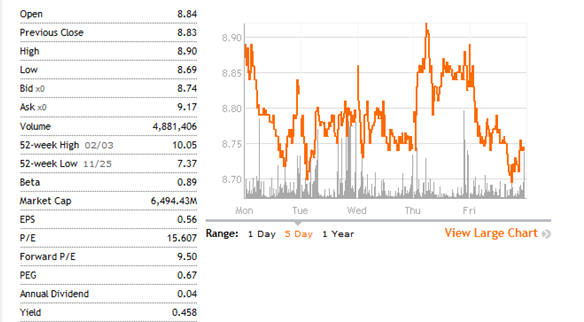 Open 8.84
Previous Close 8.83
High 8.90
Low 8.69
Bid x0 8.74
Ask x0 9.17
Volume 4,881,406
52-week High 02/03 10.05
52-week Low 11/25 7.37
Beta 0.89
Market Cap 6,494.43M
EPS 0.56
P/E 15.607
Forward P/E 9.50
PEG 0.67
Annual Dividend 0.04
Yield 0.458
8.90
8.85
8.80
8.75
8.70
Mon Tue Wed Thu Fri
Range: 1 Day 5 Day 1 Year View Large Chart